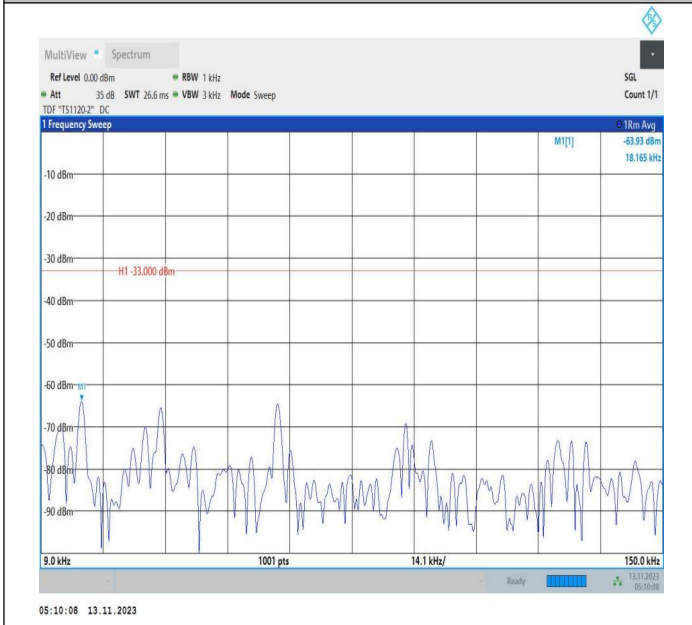 R&S
MultiView Spectrum
Ref Level 0.00 dBm RBW 1 kHz SGL
Att 35 dB SWT 26.6 ms VBW 3 kHz Mode Sweep Count 1/1
TDF "TS1120-2" DC
1 Frequency Sweep 1Rm Avg
M1[1] -63.93 dBm
18.165 kHz
-10 dBm
-20 dBm
-30 dBm
H1 -33.000 dBm
-40 dBm
-50 dBm
-60 dBm
M1
-70 dBm
-80 dBm
-90 dBm
9.0 kHz 1001 pts 14.1 kHz/ 150.0 kHz
Ready 13.11.2023
05:10:08
05:10:08 13.11.2023